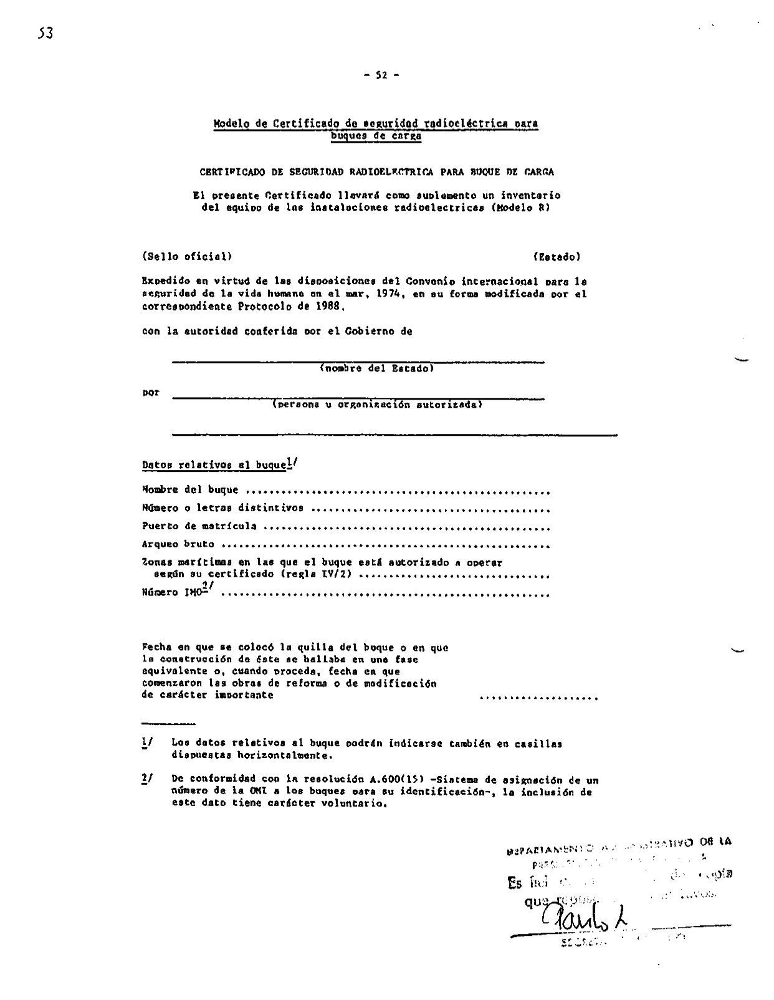 53
- 52 -
Modelo de Certificado de seguridad radioeléctrica para
buques de carga
CERTIFICADO DE SEGURIDAD RADIOELECTRICA PARA BUQUE DE CARGA
El presente Certificado llevará como suplemento un inventario
del equipo de las instalaciones radioelectricas (Modelo R)
(Sello oficial) (Estado)
Expedido en virtud de las disposiciones del Convenio internacional para la
seguridad de la vida humana en el mar, 1974, en su forma modificada por el
correspondiente Protocolo de 1988,
con la autoridad conferida por el Gobierno de
(nombre del Estado)
por
(persona u organización autorizada)
Datos relativos al buque 1/
Nombre del buque ...................................................
Número o letras distintivos ........................................
Puerto de matrícula ................................................
Arqueo bruto .......................................................
Zonas marítimas en las que el buque está autorizado a operar
según su certificado (regla IV/2) ................................
Número IMO 2/ .......................................................
Fecha en que se colocó la quilla del buque o en que
la construcción de éste se hallaba en una fase
equivalente o, cuando proceda, fecha en que
comenzaron las obras de reforma o de modificación
de carácter importante ....................
1/ Los datos relativos al buque podrán indicarse también en casillas
dispuestas horizontalmente.
2/ De conformidad con la resolución A.600(15) -Sistema de asignación de un
número de la OMI a los buques para su identificación-, la inclusión de
este dato tiene carácter voluntario.
DEPARTAMENTO ADMINISTRATIVO DE LA
Es fiel copia
que